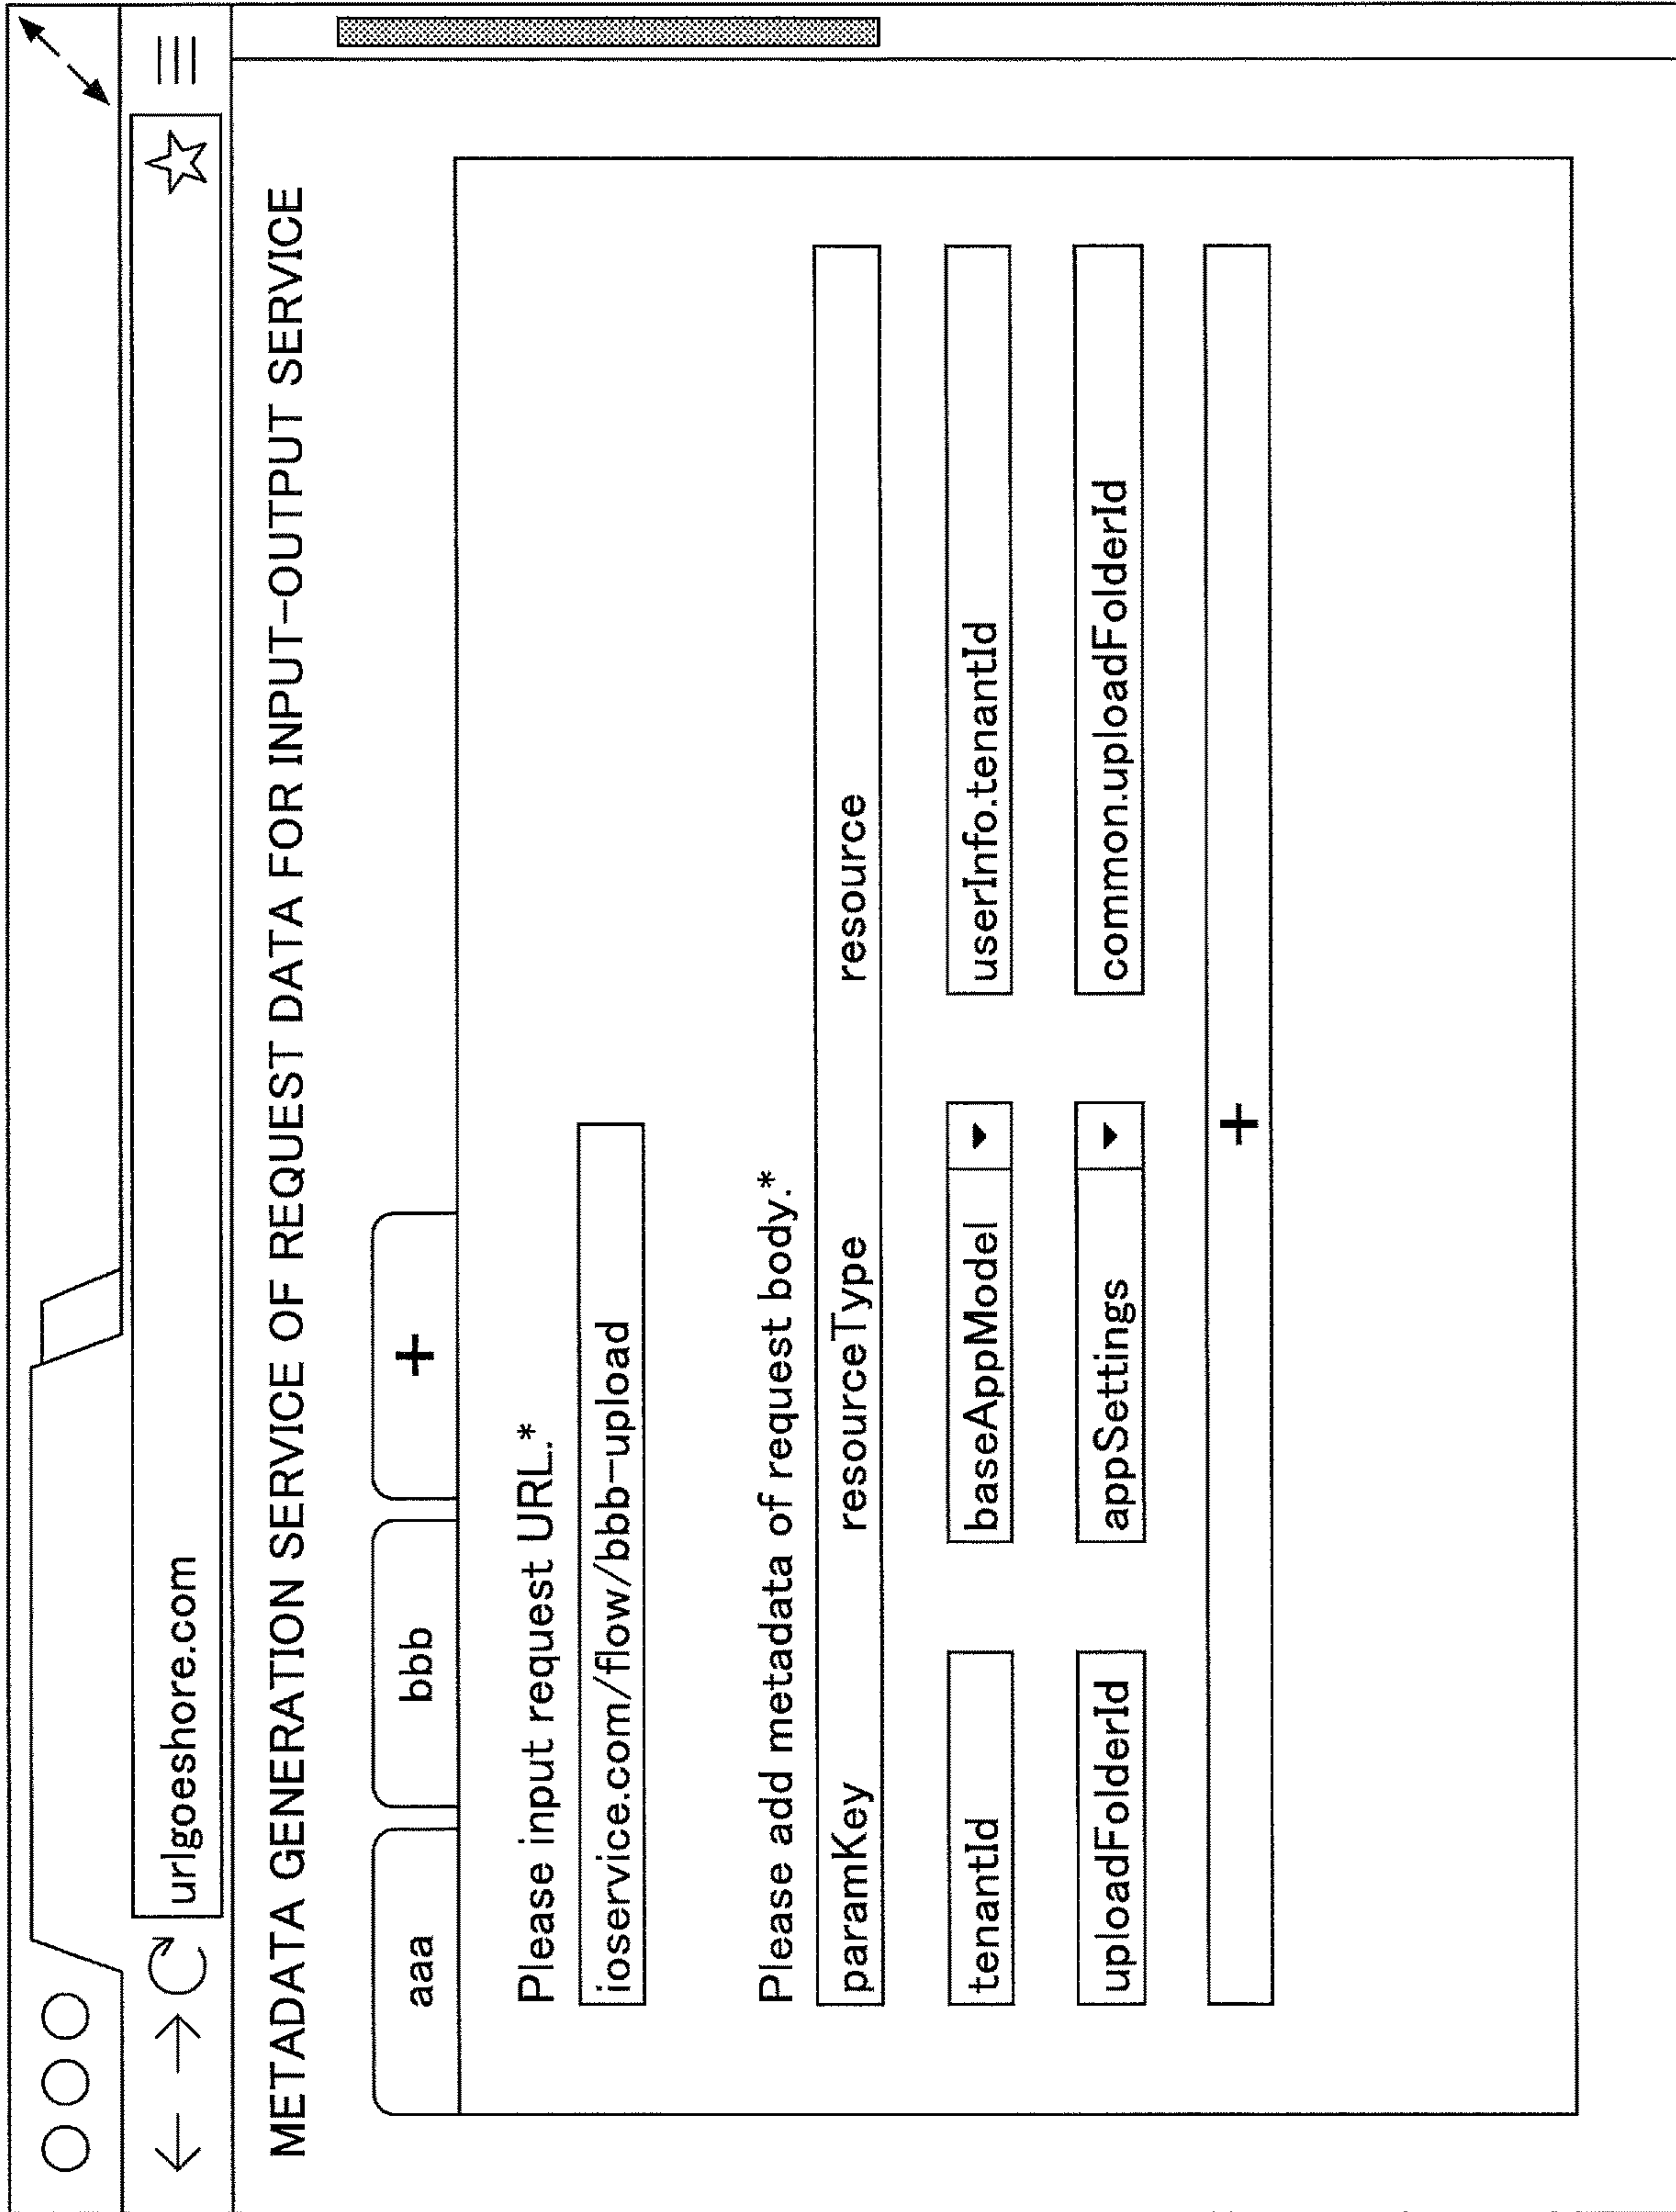 urlgoeshore.com
METADATA GENERATION SERVICE OF REQUEST DATA FOR INPUT-OUTPUT SERVICE
aaa bbb +
Please input request URL.*
ioservice.com/flow/bbb-upload
Please add metadata of request body.*
paramKey resourceType resource
tenantId baseAppModel userInfo.tenantId
uploadFolderId appSettings common.uploadFolderId
+